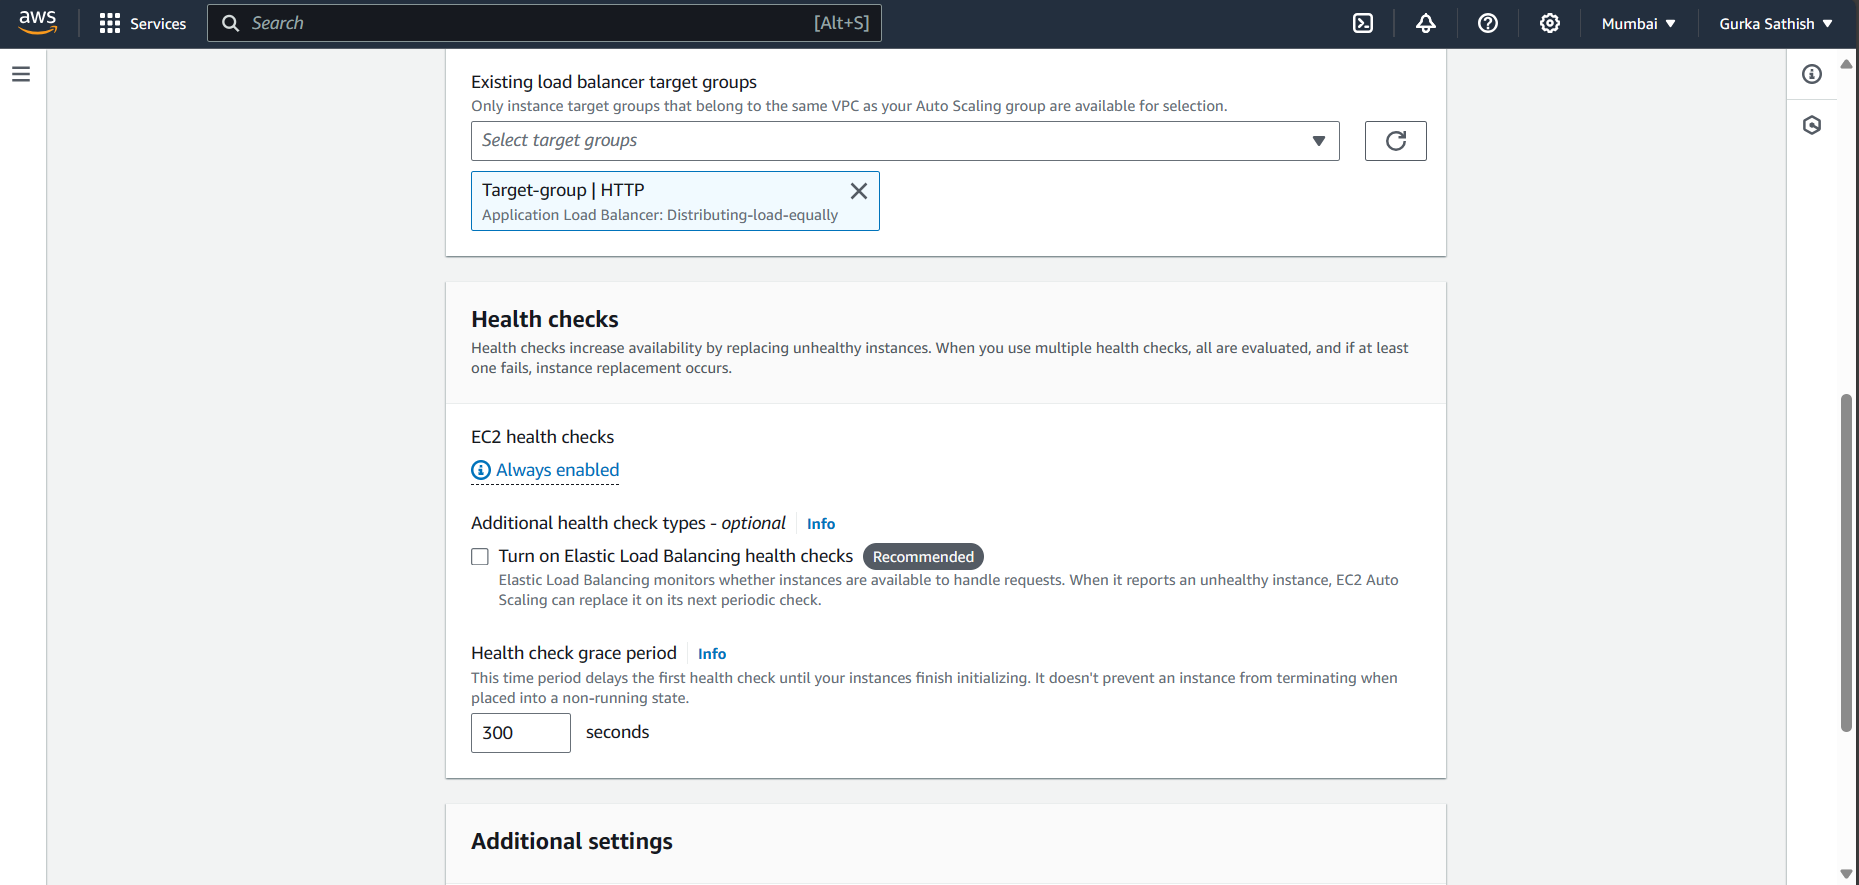 aws
Services
Search
[Alt+S]
Mumbai
Gurka Sathish
Existing load balancer target groups
Only instance target groups that belong to the same VPC as your Auto Scaling group are available for selection.
Select target groups
Target-group | HTTP
Application Load Balancer: Distributing-load-equally
Health checks
Health checks increase availability by replacing unhealthy instances. When you use multiple health checks, all are evaluated, and if at least
one fails, instance replacement occurs.
EC2 health checks
Always enabled
Additional health check types - optional
Info
Turn on Elastic Load Balancing health checks
Recommended
Elastic Load Balancing monitors whether instances are available to handle requests. When it reports an unhealthy instance, EC2 Auto
Scaling can replace it on its next periodic check.
Health check grace period
Info
This time period delays the first health check until your instances finish initializing. It doesn't prevent an instance from terminating when
placed into a non-running state.
300
seconds
Additional settings